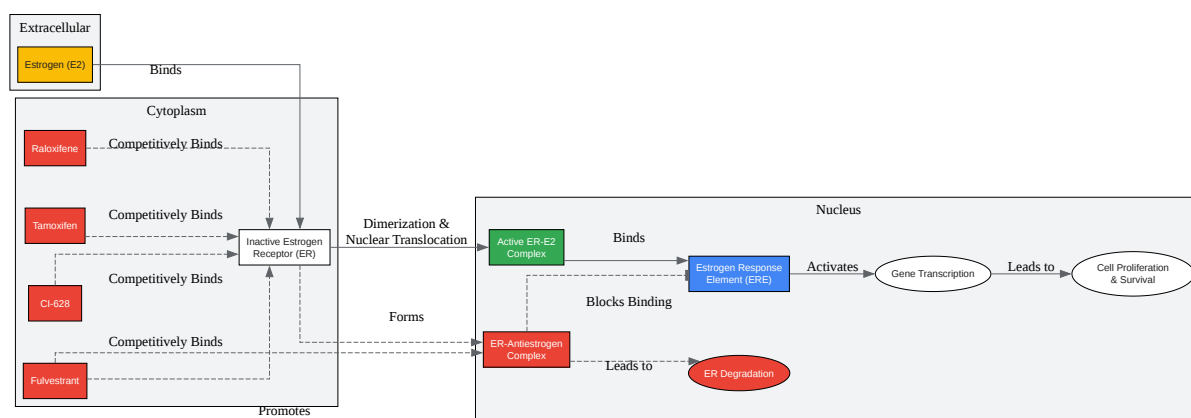 Extracellular
Estrogen (E2)
Binds
Cytoplasm
Raloxifene
Competitively Binds
Tamoxifen
Competitively Binds
Inactive Estrogen
Receptor (ER)
CI-628
Competitively Binds
Fulvestrant
Competitively Binds
Promotes
Dimerization &
Nuclear Translocation
Forms
Nucleus
Active ER-E2
Complex
Binds
Estrogen Response
Element (ERE)
Activates
Gene Transcription
Leads to
Cell Proliferation
& Survival
Blocks Binding
ER-Antiestrogen
Complex
Leads to
ER Degradation